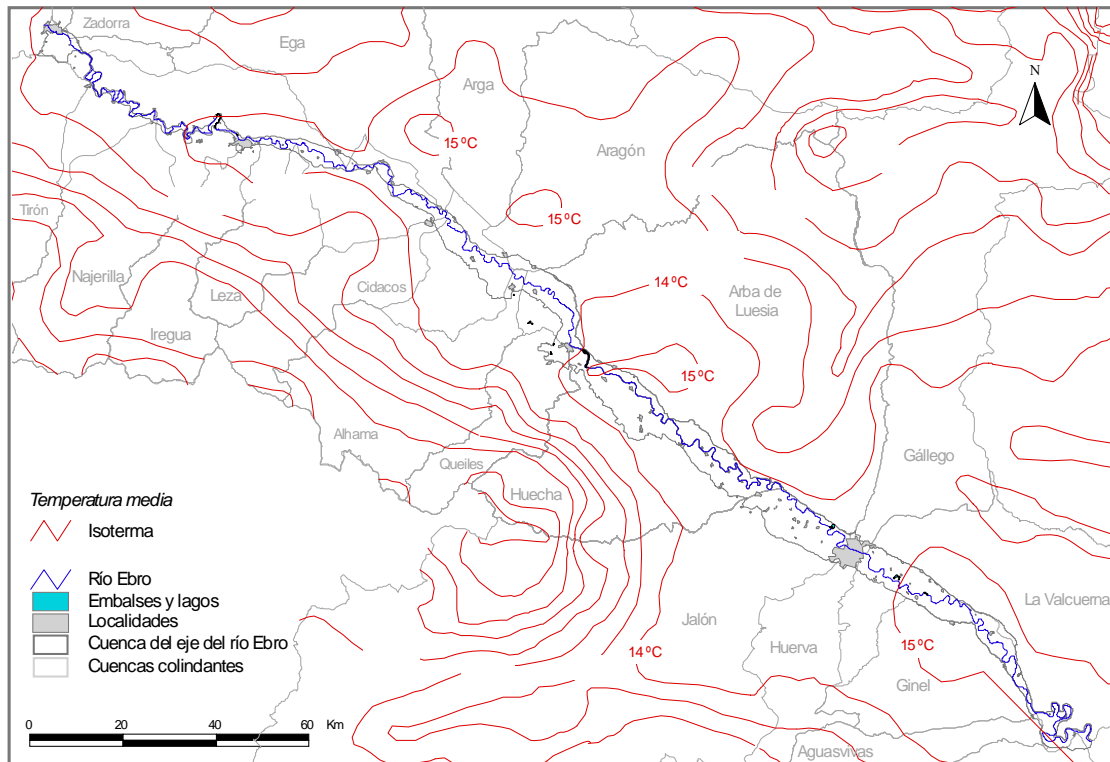 Zadorra
Ega
Arga
N
15 ºC
Aragón
Tirón
15 ºC
Najerilla
Leza
Cidacos
14 ºC
Arba de
Luesia
Iregua
15 ºC
Alhama
Queiles
Gállego
Huecha
Temperatura media
Isoterma
Río Ebro
Embalses y lagos
Localidades
Cuenca del eje del río Ebro
Cuencas colindantes
La Valcuerna
Jalón
14 ºC
Huerva
15 ºC
Ginel
0 20 40 60 Km
Aguasvivas